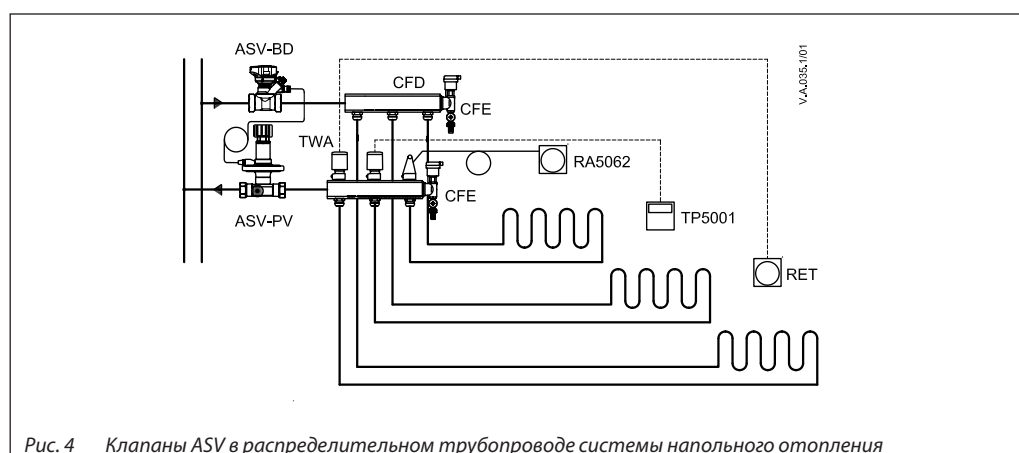 ASV-BD
CFD
CFE
V.A.035.1/01
TWA
RA5062
CFE
TP5001
ASV-PV
RET
Рис. 4 Клапаны ASV в распределительном трубопроводе системы напольного отопления